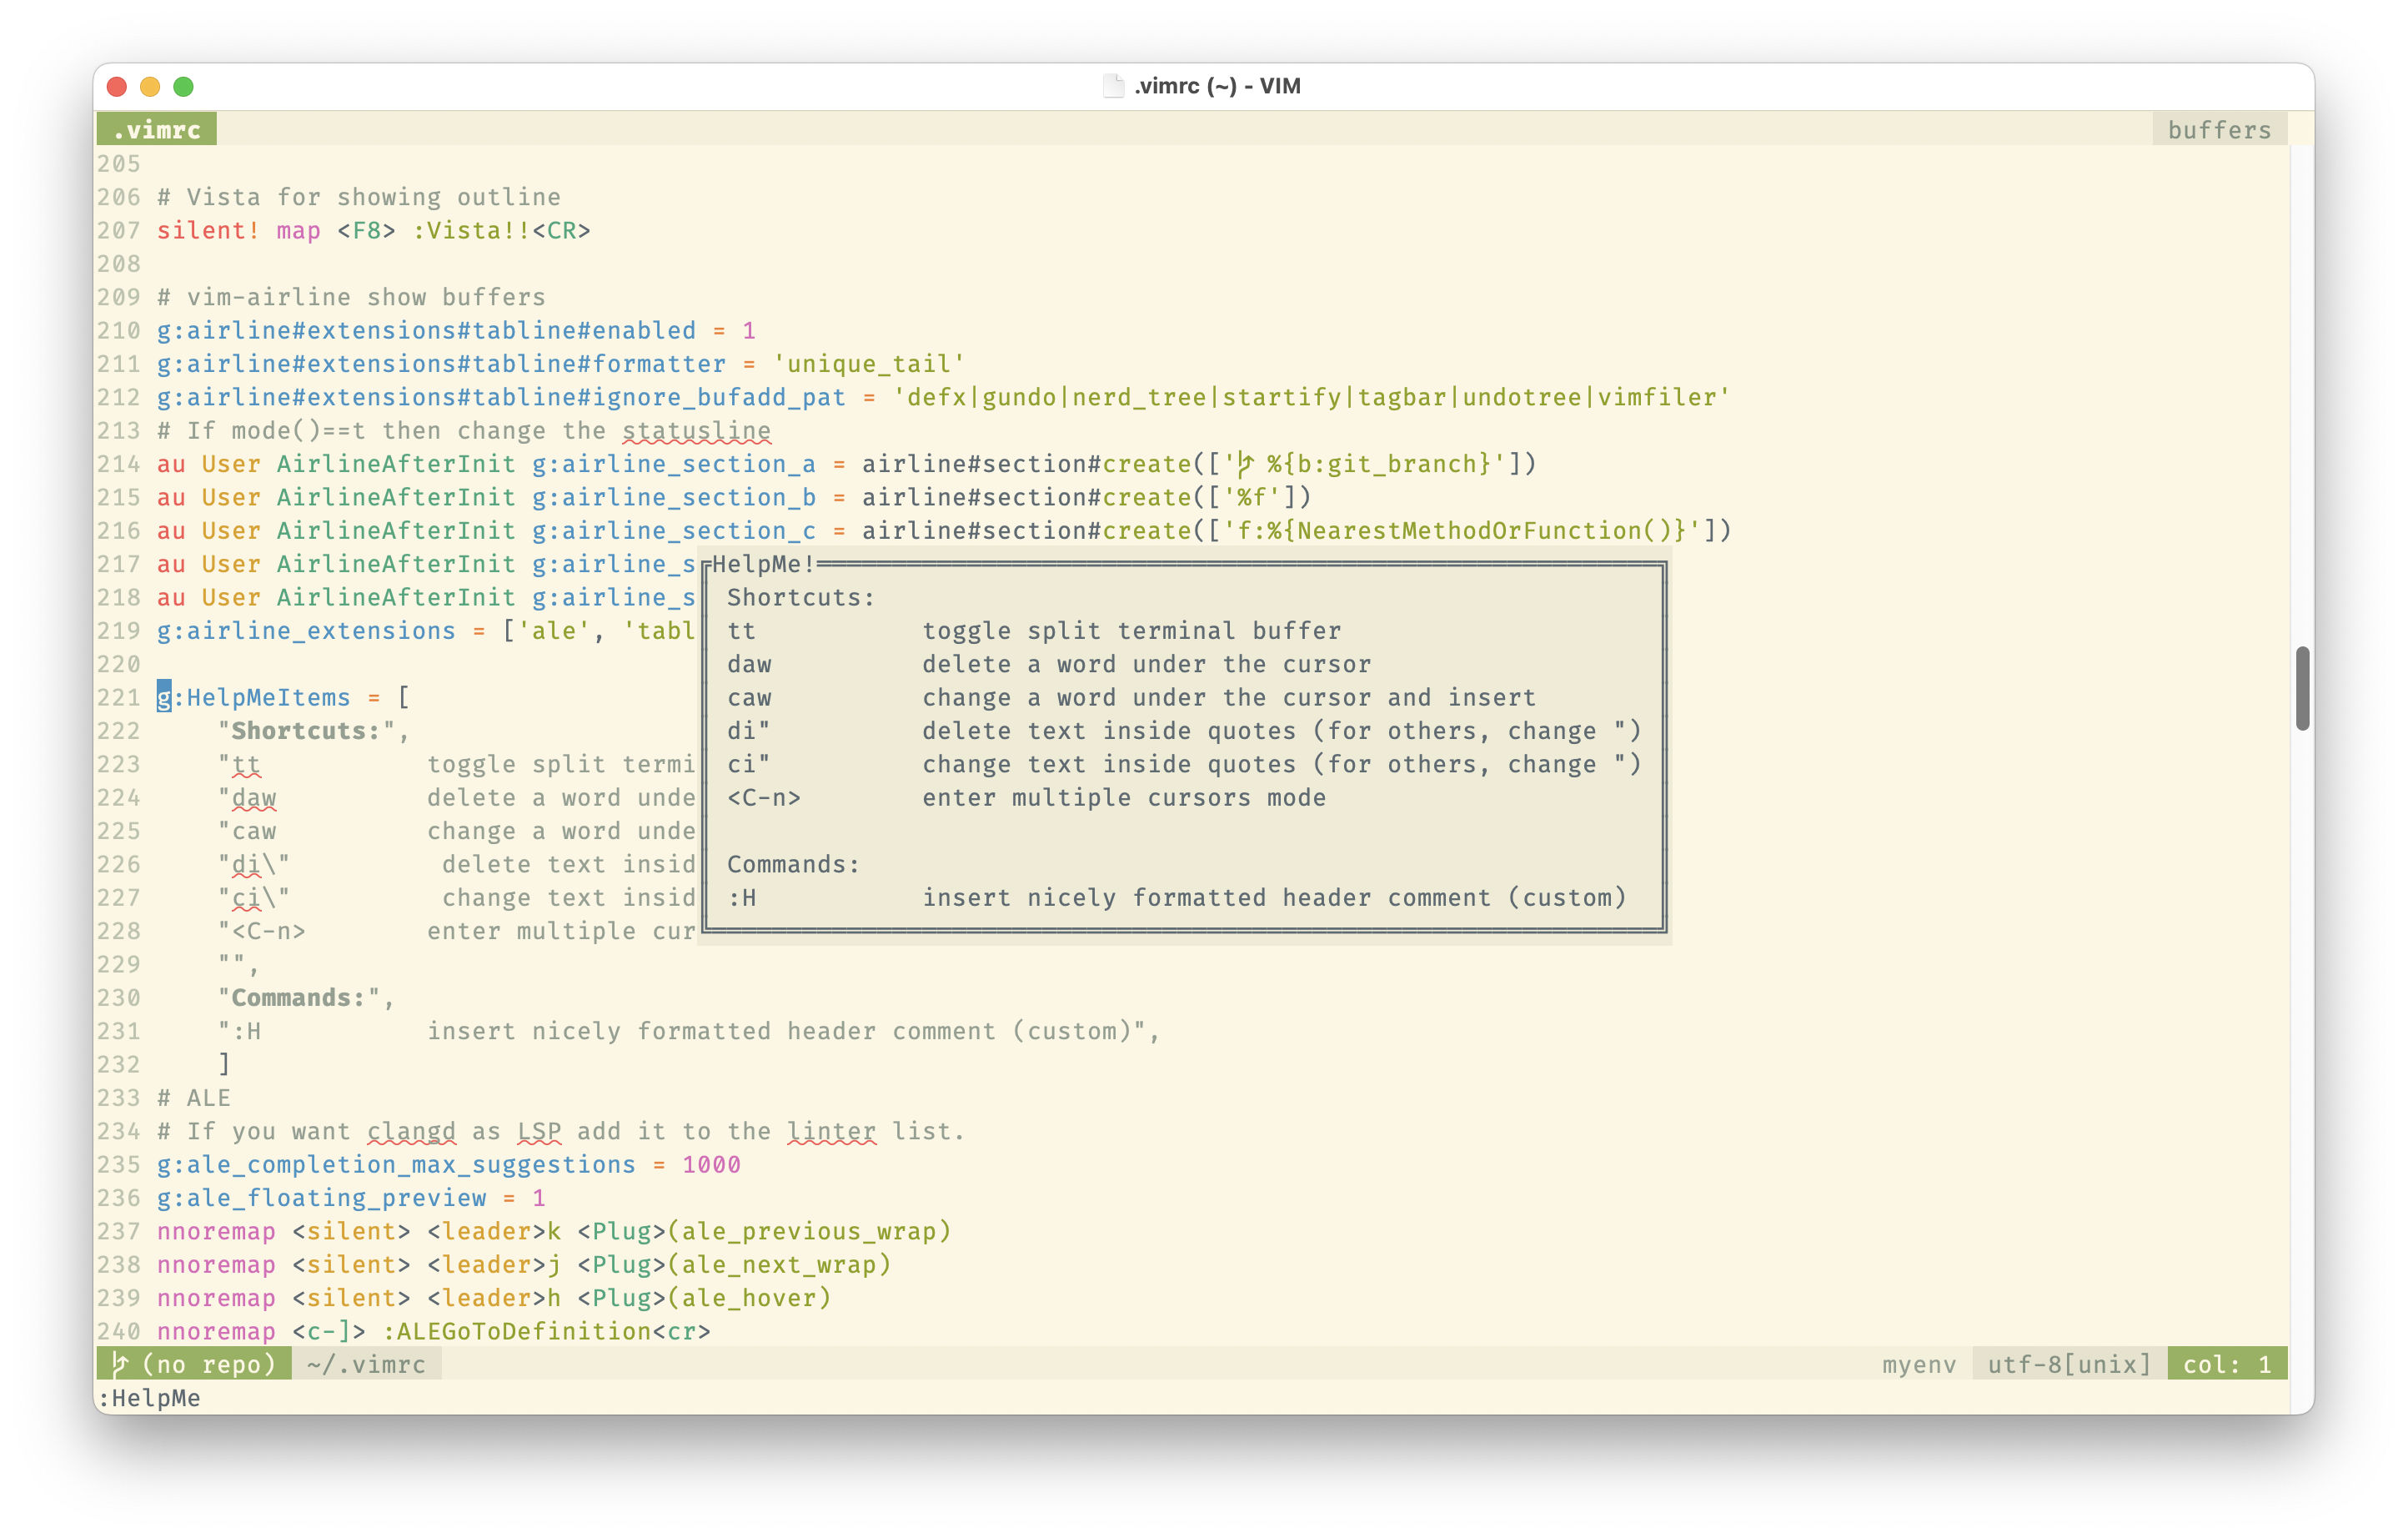 .vimrc (~) - VIM
.vimrc buffers
205
206 # Vista for showing outline
207 silent! map <F8> :Vista!!<CR>
208
209 # vim-airline show buffers
210 g:airline#extensions#tabline#enabled = 1
211 g:airline#extensions#tabline#formatter = 'unique_tail'
212 g:airline#extensions#tabline#ignore_bufadd_pat = 'defx|gundo|nerd_tree|startify|tagbar|undotree|vimfiler'
213 # If mode()==t then change the statusline
214 au User AirlineAfterInit g:airline_section_a = airline#section#create([' %{b:git_branch}'])
215 au User AirlineAfterInit g:airline_section_b = airline#section#create(['%f'])
216 au User AirlineAfterInit g:airline_section_c = airline#section#create(['f:%{NearestMethodOrFunction()}'])
217 au User AirlineAfterInit g:airline_s
218 au User AirlineAfterInit g:airline_s
219 g:airline_extensions = ['ale', 'tabl
220
221 g:HelpMeItems = [
222     "Shortcuts:",
223     "tt           toggle split termi
224     "daw          delete a word unde
225     "caw          change a word unde
226     "di\"          delete text insid
227     "ci\"          change text insid
228     "<C-n>        enter multiple cur
229     "",
230     "Commands:",
231     ":H           insert nicely formatted header comment (custom)",
232     ]
233 # ALE
234 # If you want clangd as LSP add it to the linter list.
235 g:ale_completion_max_suggestions = 1000
236 g:ale_floating_preview = 1
237 nnoremap <silent> <leader>k <Plug>(ale_previous_wrap)
238 nnoremap <silent> <leader>j <Plug>(ale_next_wrap)
239 nnoremap <silent> <leader>h <Plug>(ale_hover)
240 nnoremap <c-]> :ALEGoToDefinition<cr>
HelpMe!
Shortcuts:
tt           toggle split terminal buffer
daw          delete a word under the cursor
caw          change a word under the cursor and insert
di"          delete text inside quotes (for others, change ")
ci"          change text inside quotes (for others, change ")
<C-n>        enter multiple cursors mode
Commands:
:H           insert nicely formatted header comment (custom)
(no repo) ~/.vimrc myenv utf-8[unix] col: 1
:HelpMe